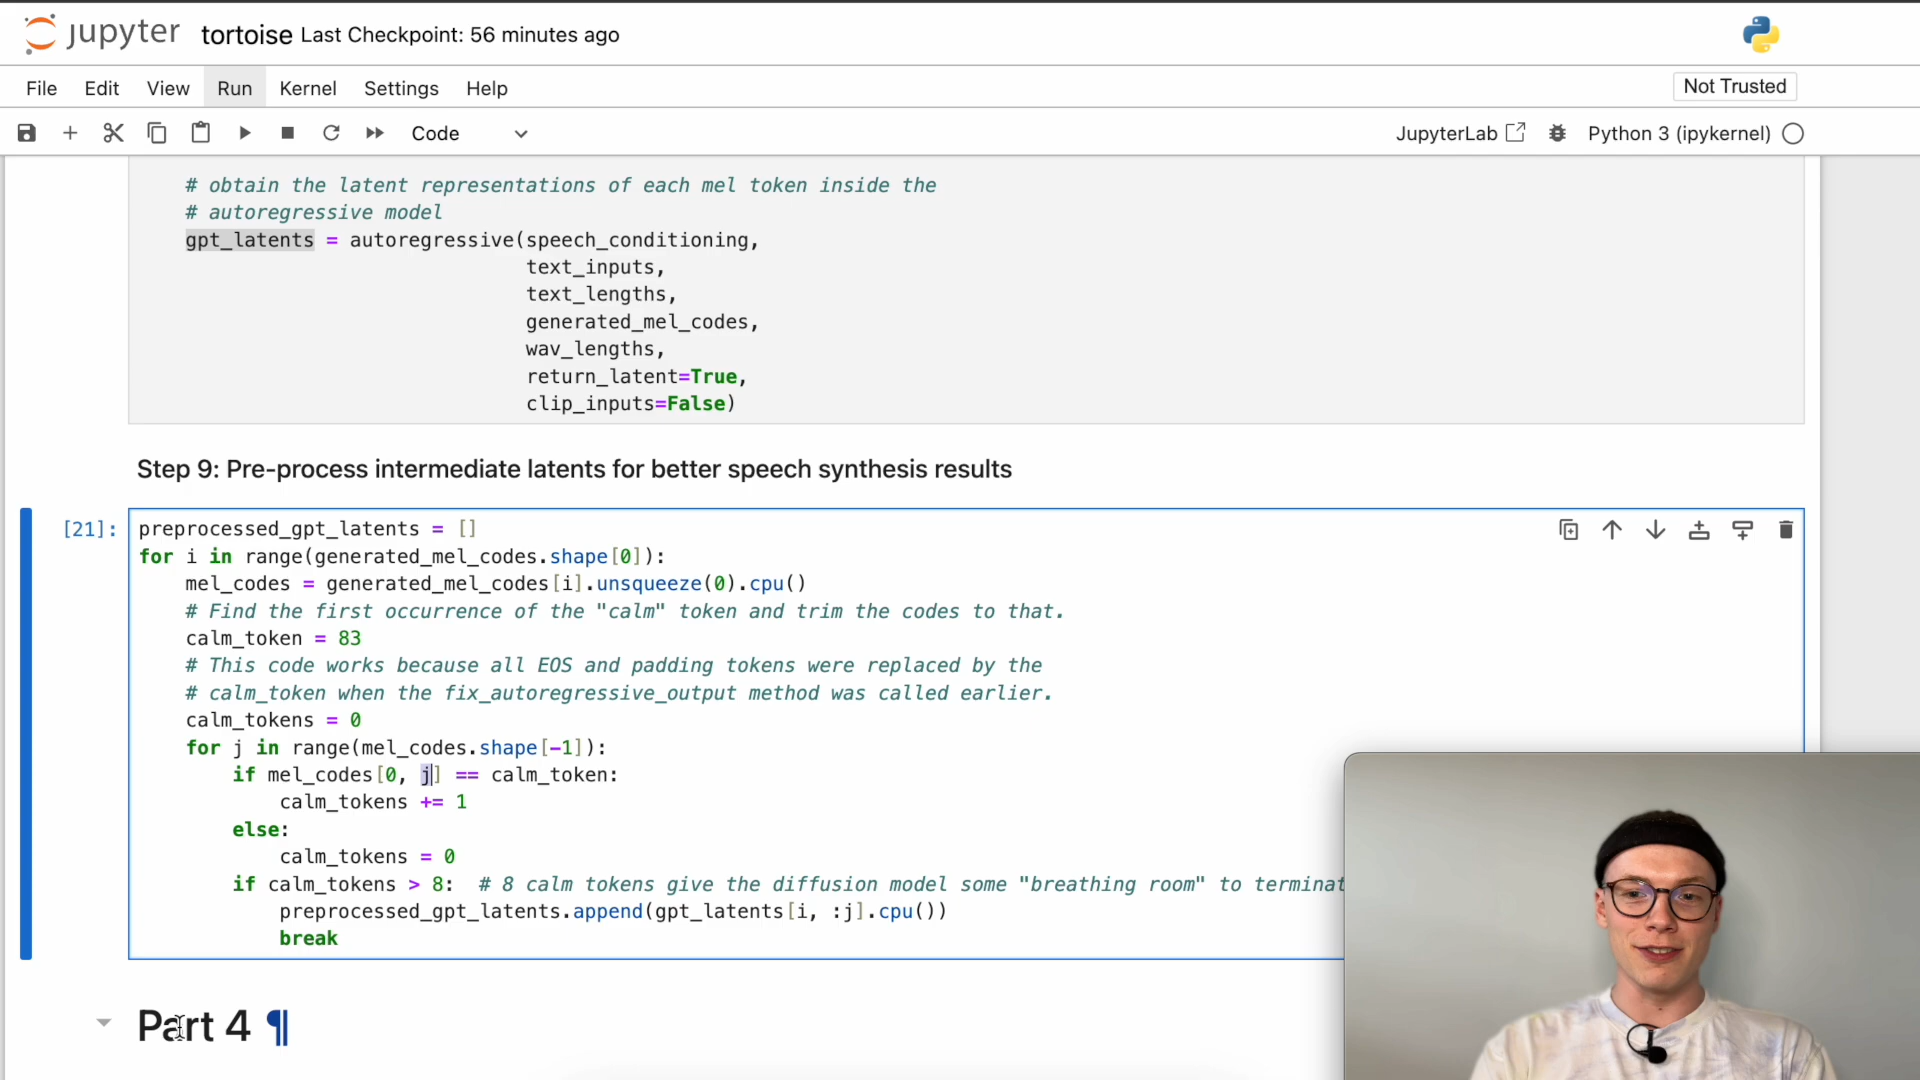 jupyter tortoise Last Checkpoint: 56 minutes ago
File Edit View Run Kernel Settings Help Not Trusted
Code JupyterLab Python 3 (ipykernel)
# obtain the latent representations of each mel token inside the
# autoregressive model
gpt_latents = autoregressive(speech_conditioning,
text_inputs,
text_lengths,
generated_mel_codes,
wav_lengths,
return_latent=True,
clip_inputs=False)
Step 9: Pre-process intermediate latents for better speech synthesis results
[21]: preprocessed_gpt_latents = []
for i in range(generated_mel_codes.shape[0]):
mel_codes = generated_mel_codes[i].unsqueeze(0).cpu()
# Find the first occurrence of the "calm" token and trim the codes to that.
calm_token = 83
# This code works because all EOS and padding tokens were replaced by the
# calm_token when the fix_autoregressive_output method was called earlier.
calm_tokens = 0
for j in range(mel_codes.shape[-1]):
if mel_codes[0, j] == calm_token:
calm_tokens += 1
else:
calm_tokens = 0
if calm_tokens > 8: # 8 calm tokens give the diffusion model some "breathing room" to terminat
preprocessed_gpt_latents.append(gpt_latents[i, :j].cpu())
break
Part 4 ¶